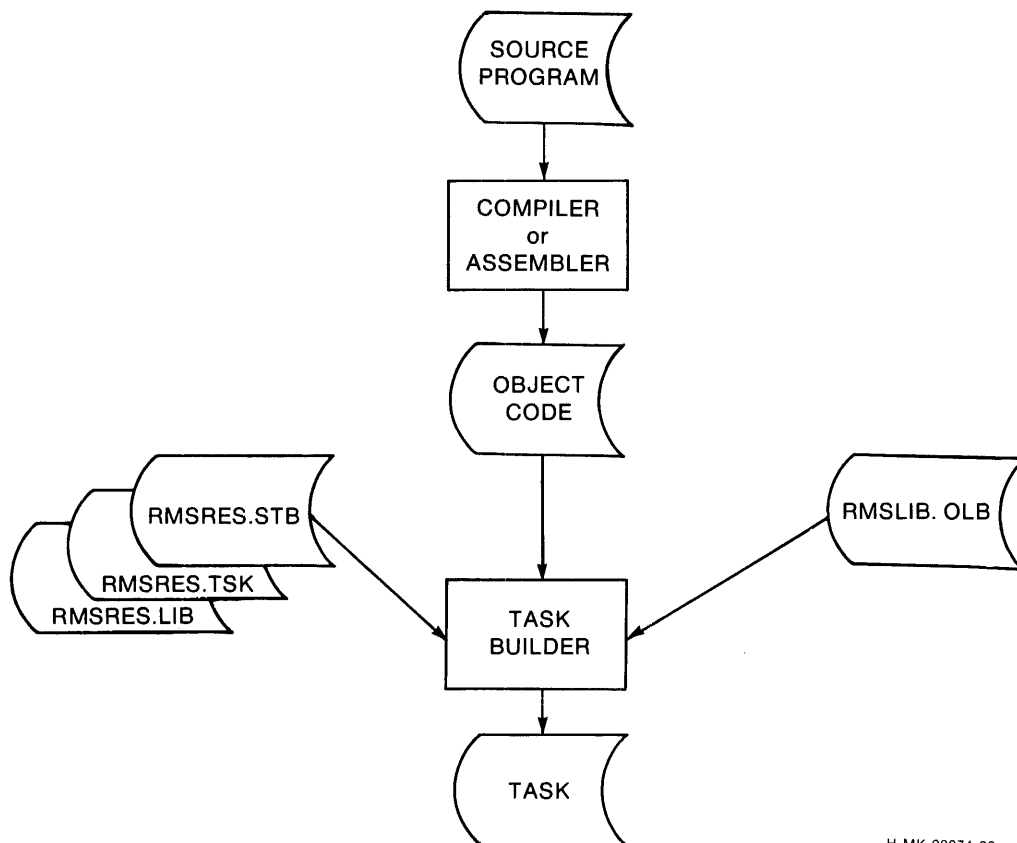 SOURCE
PROGRAM
COMPILER
or
ASSEMBLER
OBJECT
CODE
RMSRES.STB
RMSRES.TSK
RMSRES.LIB
RMSLIB. OLB
TASK
BUILDER
TASK